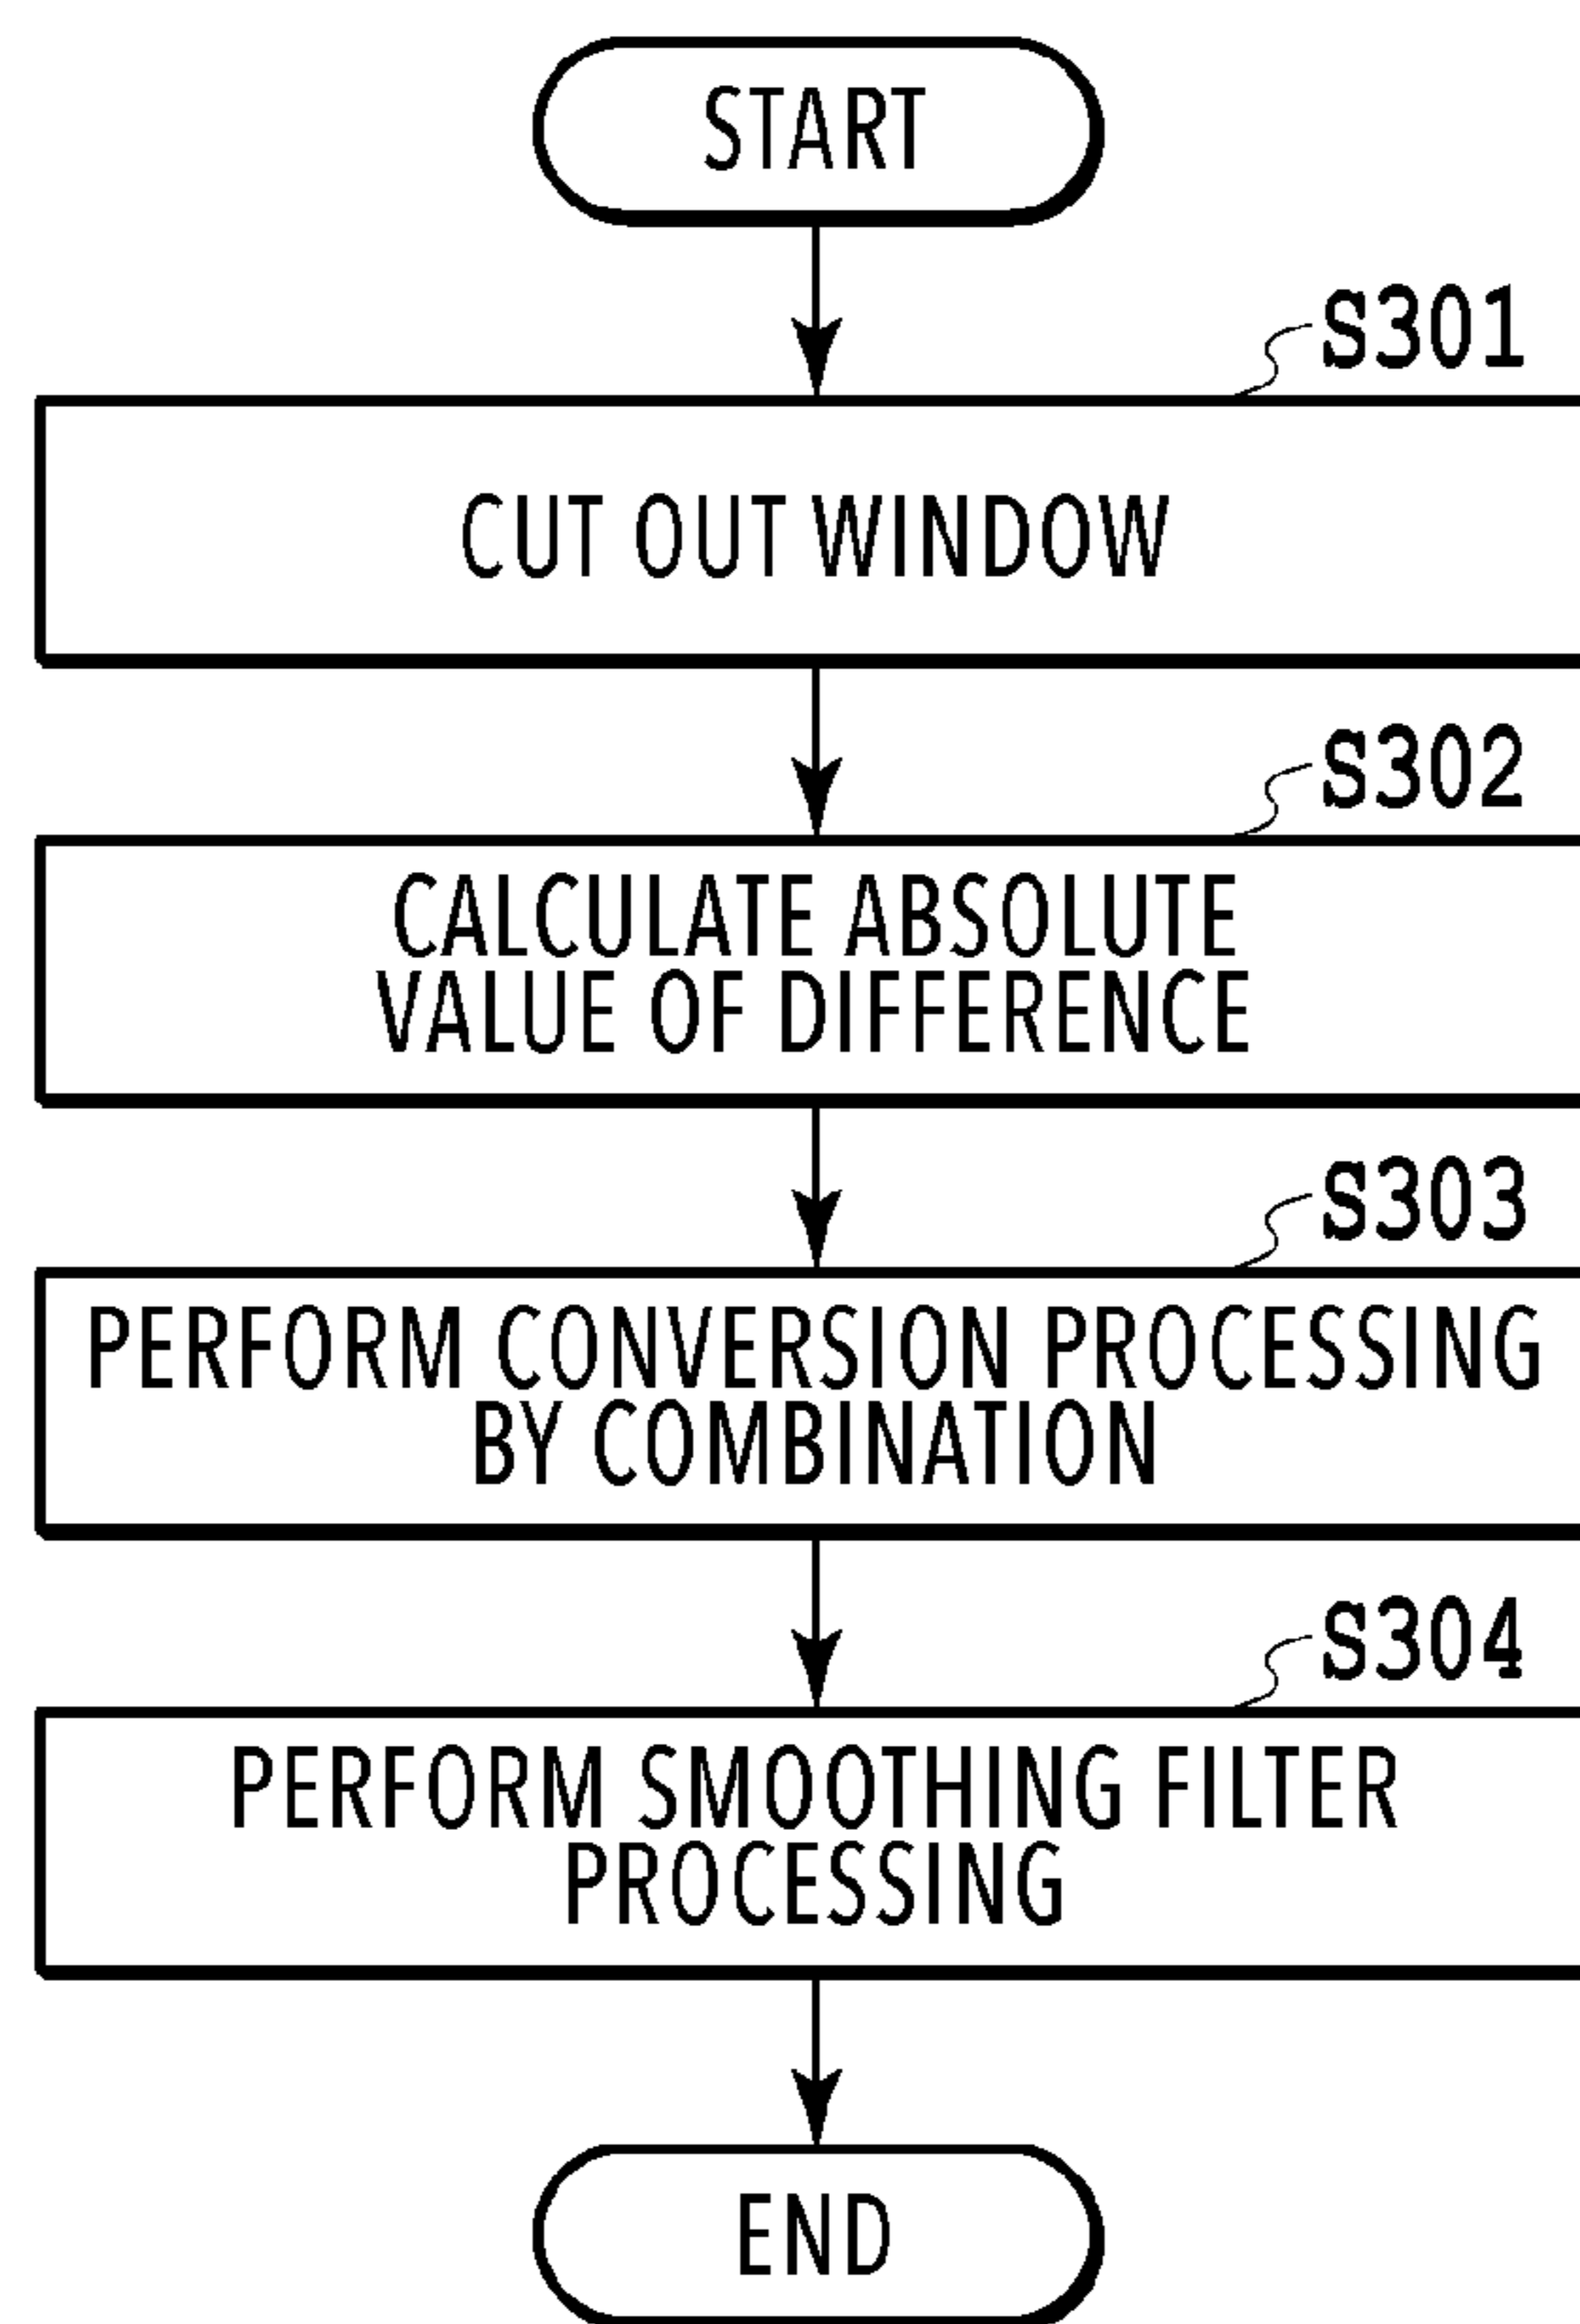 START
S301
CUT OUT WINDOW
S302
CALCULATE ABSOLUTE
VALUE OF DIFFERENCE
S303
PERFORM CONVERSION PROCESSING
BY COMBINATION
S304
PERFORM SMOOTHING FILTER
PROCESSING
END